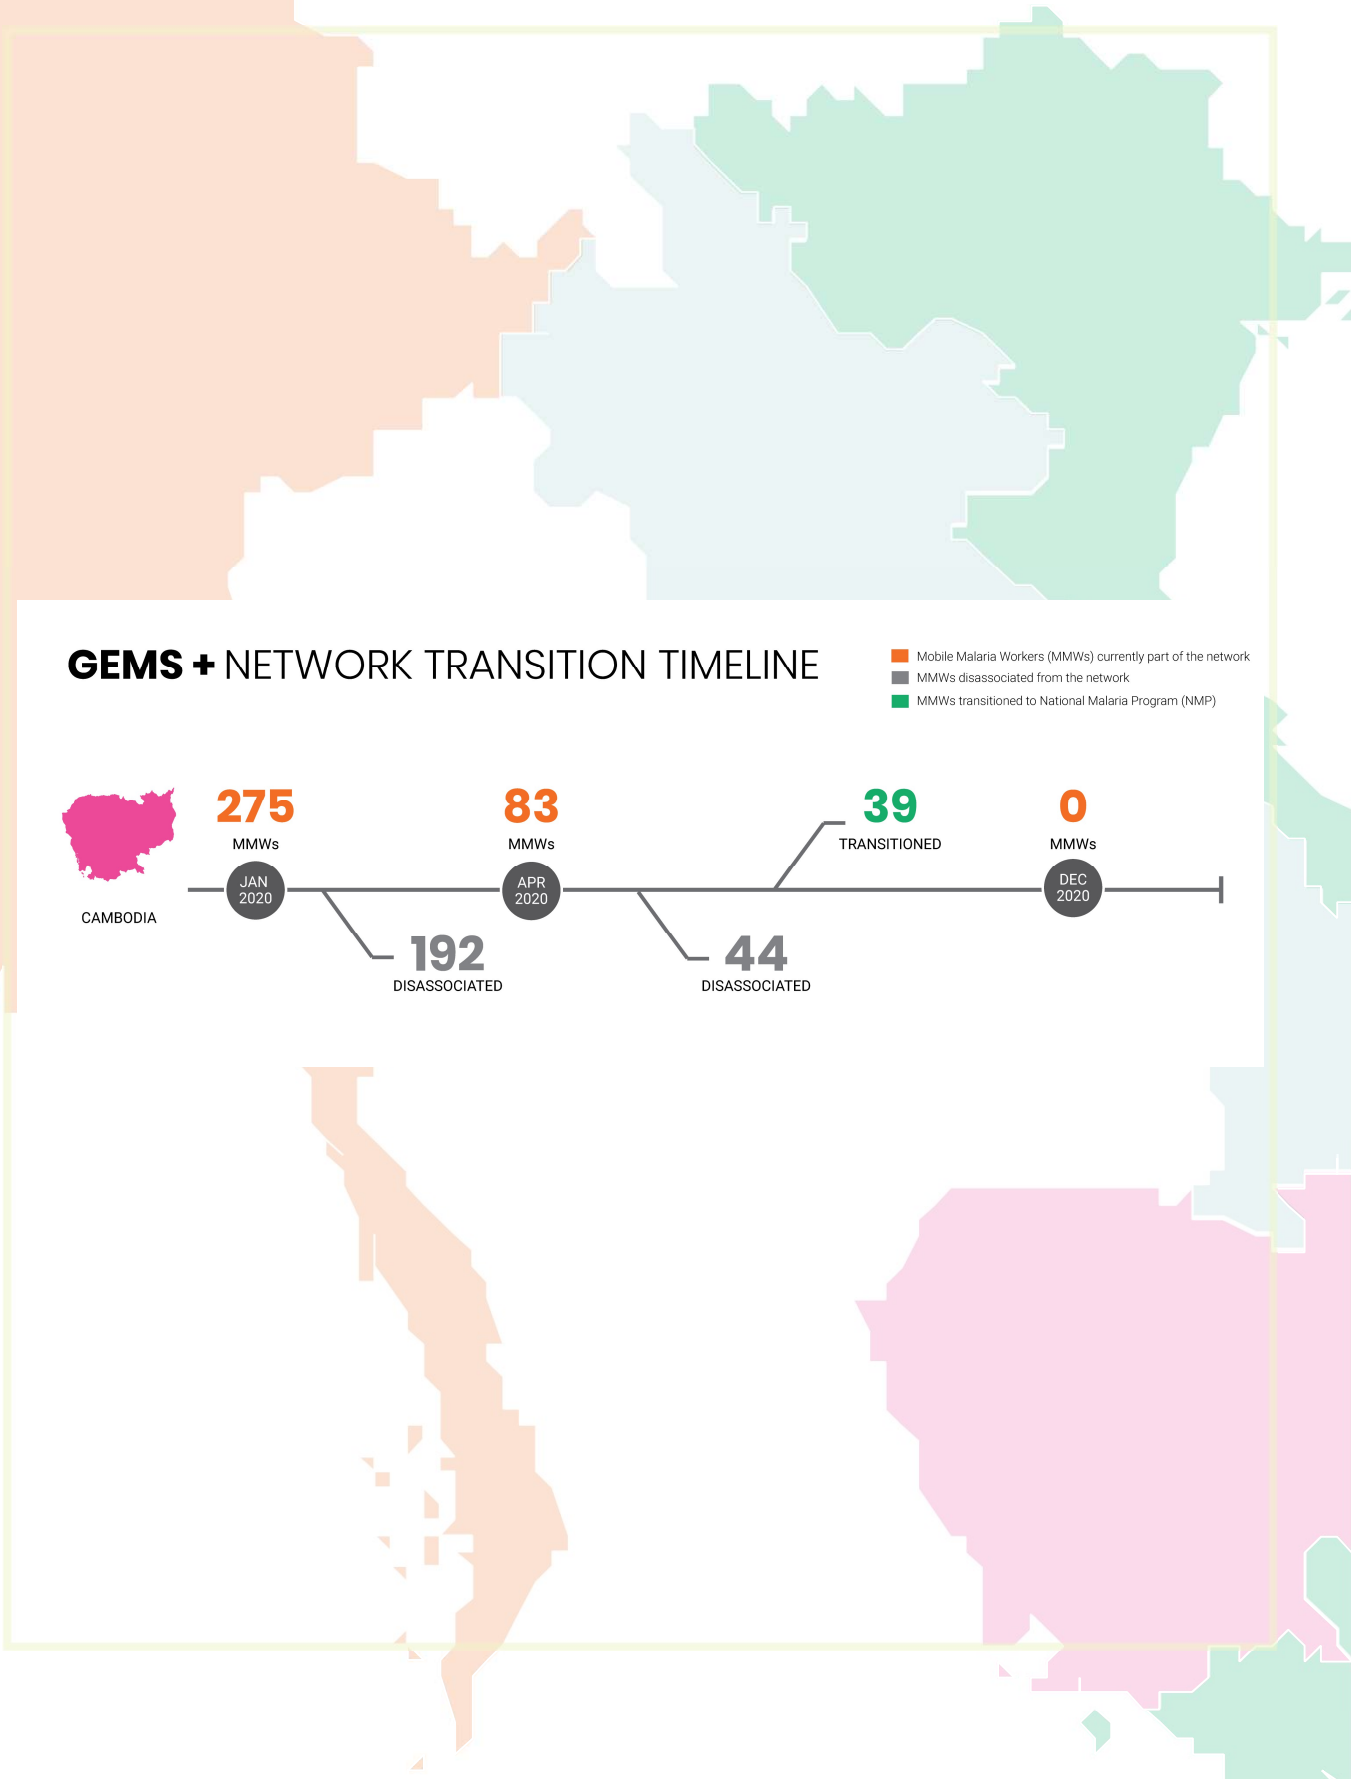 GEMS + NETWORK TRANSITION TIMELINE
Mobile Malaria Workers (MMWs) currently part of the network
MMWs disassociated from the network
MMWs transitioned to National Malaria Program (NMP)
CAMBODIA
275
MMWs
JAN
2020
192
DISASSOCIATED
83
MMWs
APR
2020
44
DISASSOCIATED
39
TRANSITIONED
0
MMWs
DEC
2020